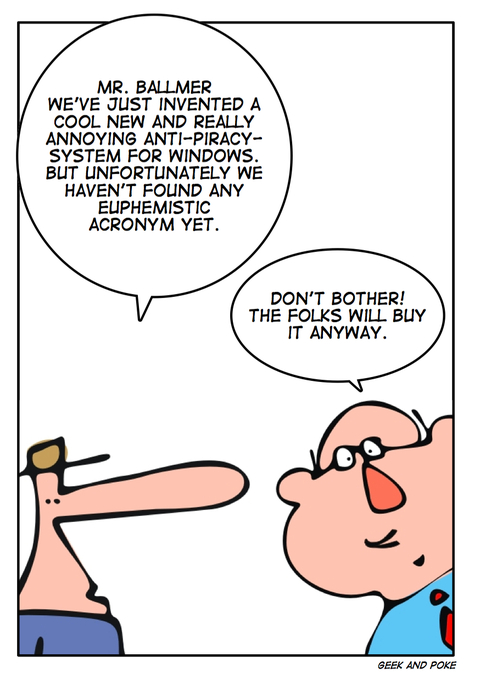 MR. BALLMER
WE'VE JUST INVENTED A
COOL NEW AND REALLY
ANNOYING ANTI-PIRACY-
SYSTEM FOR WINDOWS.
BUT UNFORTUNATELY WE
HAVEN'T FOUND ANY
EUPHEMISTIC
ACRONYM YET.
DON'T BOTHER!
THE FOLKS WILL BUY
IT ANYWAY.
GEEK AND POKE